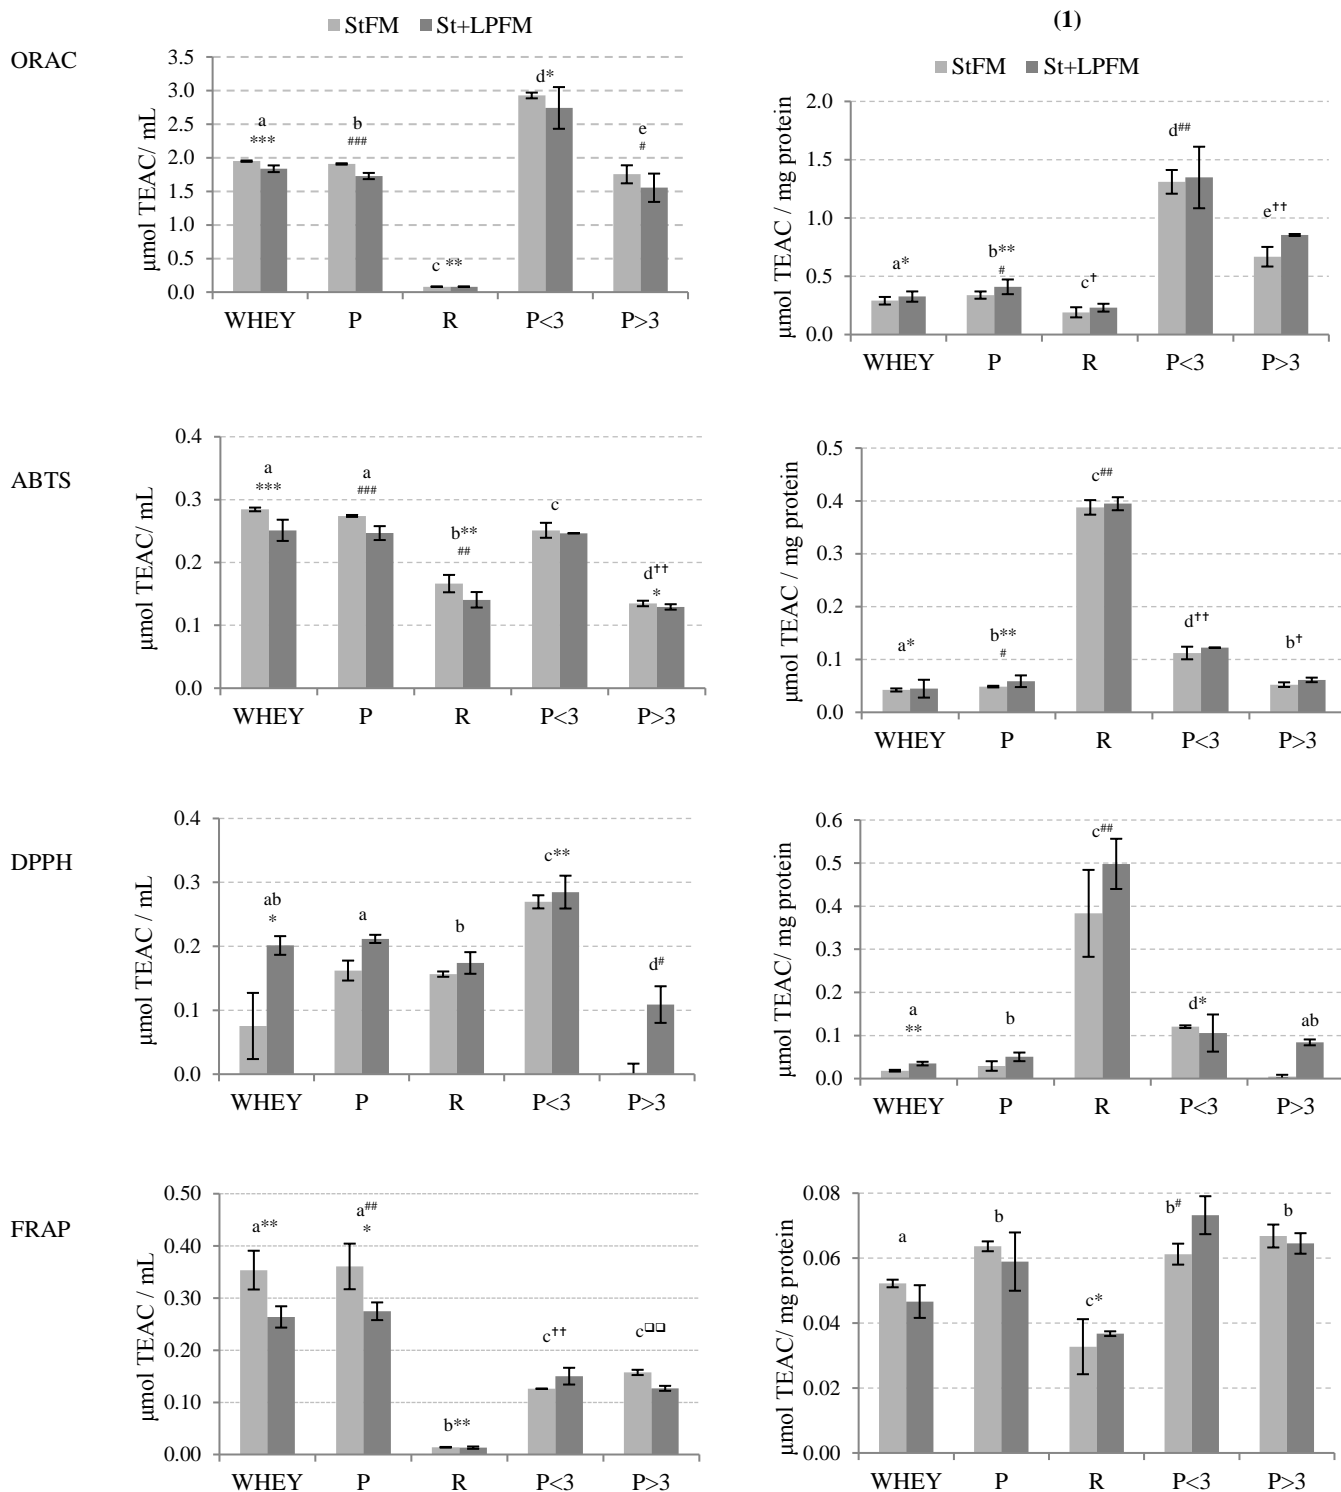 StFM St+LPFM
ORAC
µmol TEAC/ mL
3.5
3.0
2.5
2.0
1.5
1.0
0.5
0.0
a
***
b
###
c **
d*
e
#
WHEY P R P<3 P>3
(1)
StFM St+LPFM
µmol TEAC / mg protein
2.0
1.5
1.0
0.5
0.0
a*
b**
#
c†
d##
e††
WHEY P R P<3 P>3
ABTS
µmol TEAC/ mL
0.4
0.3
0.2
0.1
0.0
a
***
a
###
b**
##
c
d††
*
WHEY P R P<3 P>3
µmol TEAC / mg protein
0.5
0.4
0.3
0.2
0.1
0.0
a*
b**
#
c##
d††
b†
WHEY P R P<3 P>3
DPPH
µmol TEAC / mL
0.4
0.3
0.2
0.1
0.0
ab
*
a
b
c**
d#
WHEY P R P<3 P>3
µmol TEAC/ mg protein
0.6
0.5
0.4
0.3
0.2
0.1
0.0
a
**
b
c##
d*
ab
WHEY P R P<3 P>3
FRAP
µmol TEAC / mL
0.50
0.40
0.30
0.20
0.10
0.00
a**
a##
*
b**
c††
c❑❑
WHEY P R P<3 P>3
µmol TEAC/ mg protein
0.08
0.06
0.04
0.02
0.00
a
b
c*
b#
b
WHEY P R P<3 P>3